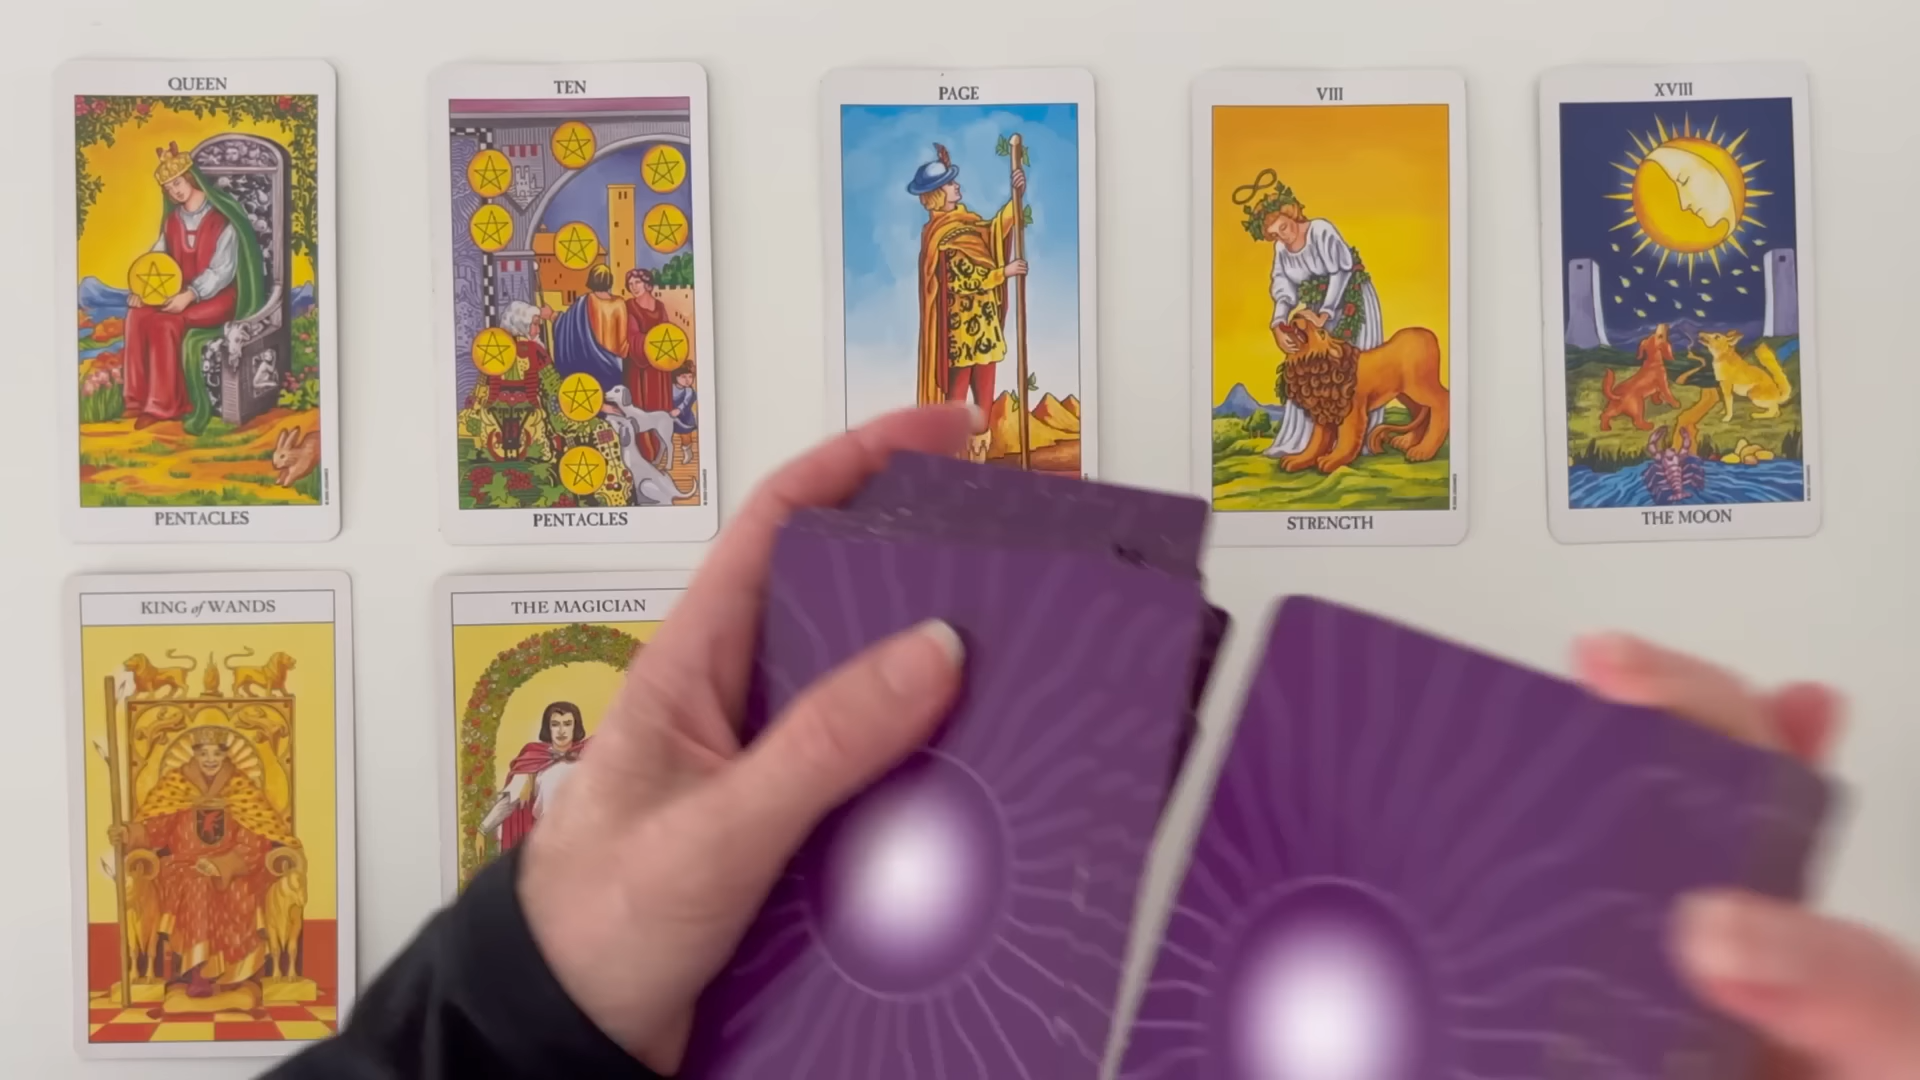 QUEEN
PENTACLES
TEN
PENTACLES
PAGE
VIII
STRENGTH
XVIII
THE MOON
KING of WANDS
THE MAGICIAN